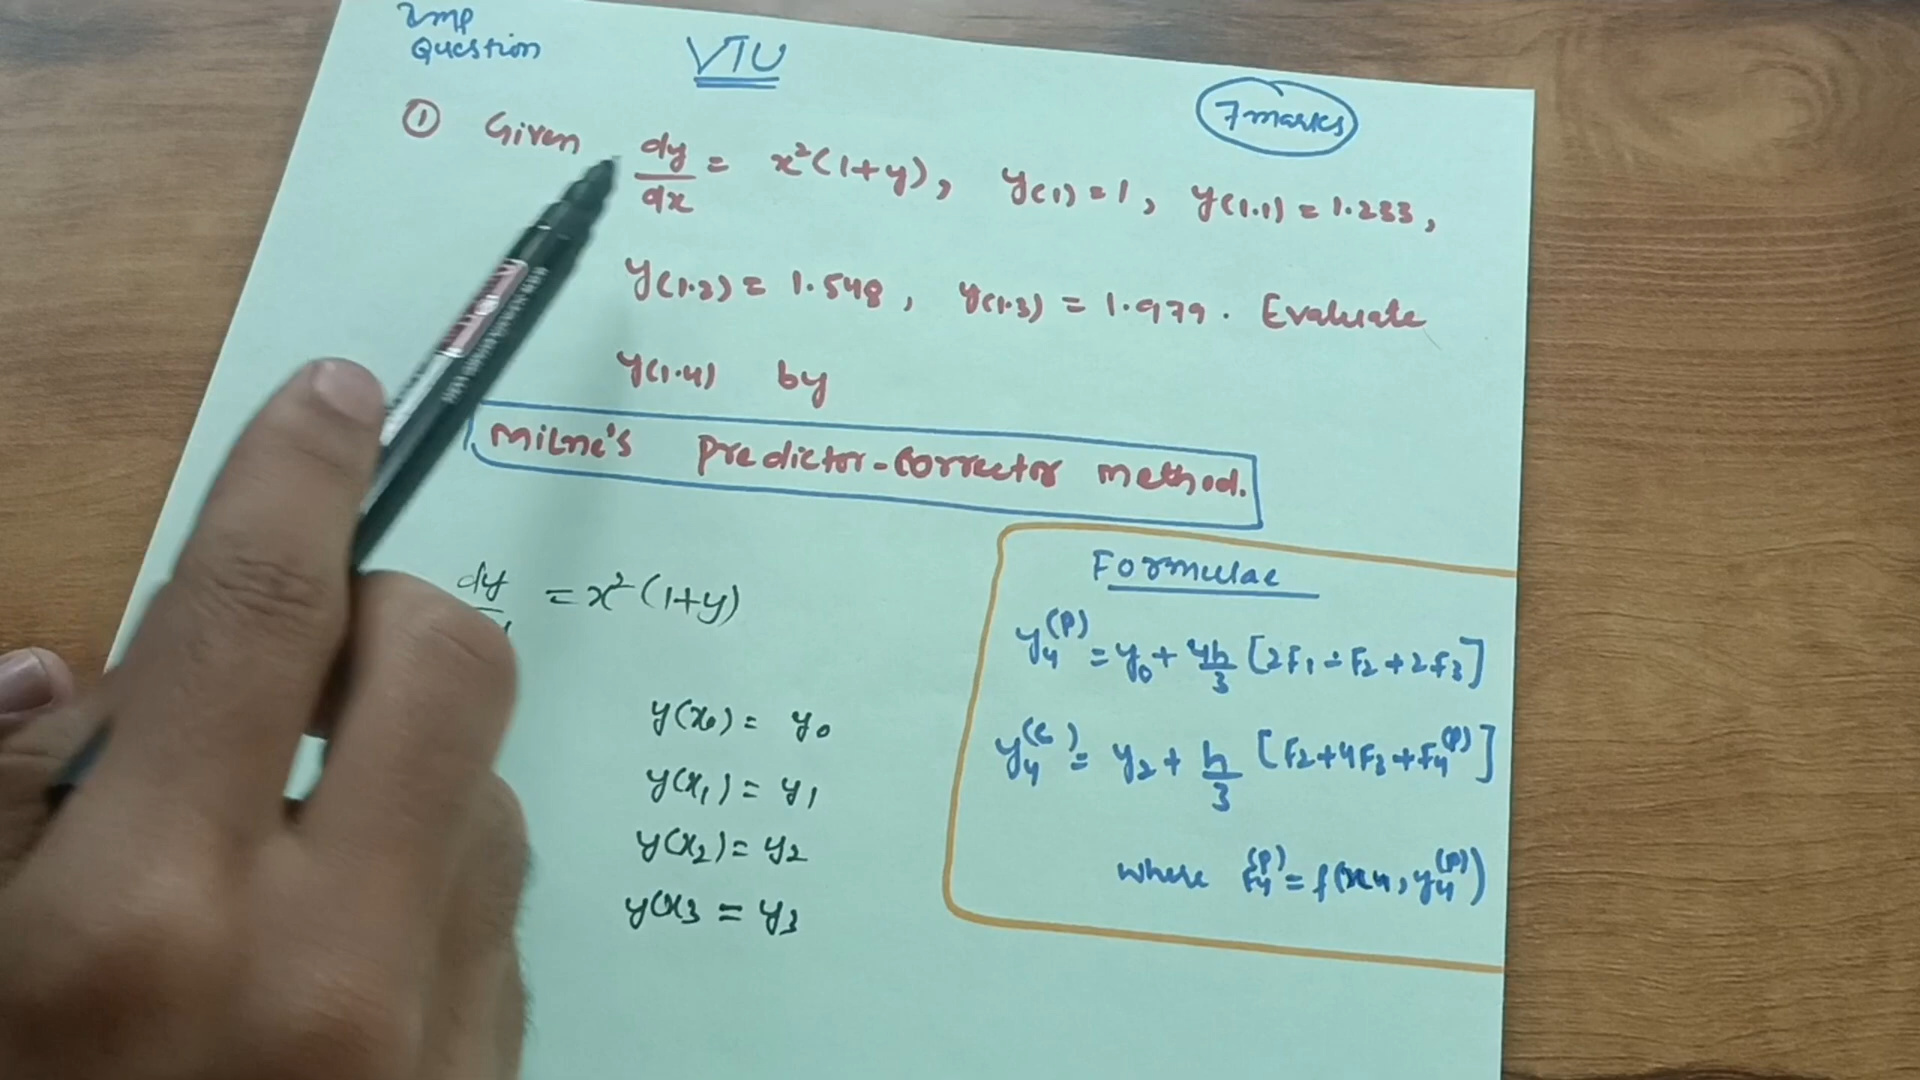 Imp
Question
VTU
7 marks
① Given dy/dx = x²(1+y), y(1)=1, y(1.1)=1.233,
y(1.2)= 1.548, y(1.3) = 1.979. Evaluate
y(1.4) by
Milne's Predictor-Corrector method.
dy = x²(1+y)
y(x₀)= y₀
y(x₁)= y₁
y(x₂)= y₂
y(x₃ = y₃
Formulae
y₄⁽ᴾ⁾ = y₀ + 4h/3 [2F₁ - F₂ + 2F₃]
y₄⁽ᶜ⁾ = y₂ + h/3 [F₂+4F₃+F₄⁽ᴾ⁾]
where F₄⁽ᴾ⁾ = f(x₄, y₄⁽ᴾ⁾)